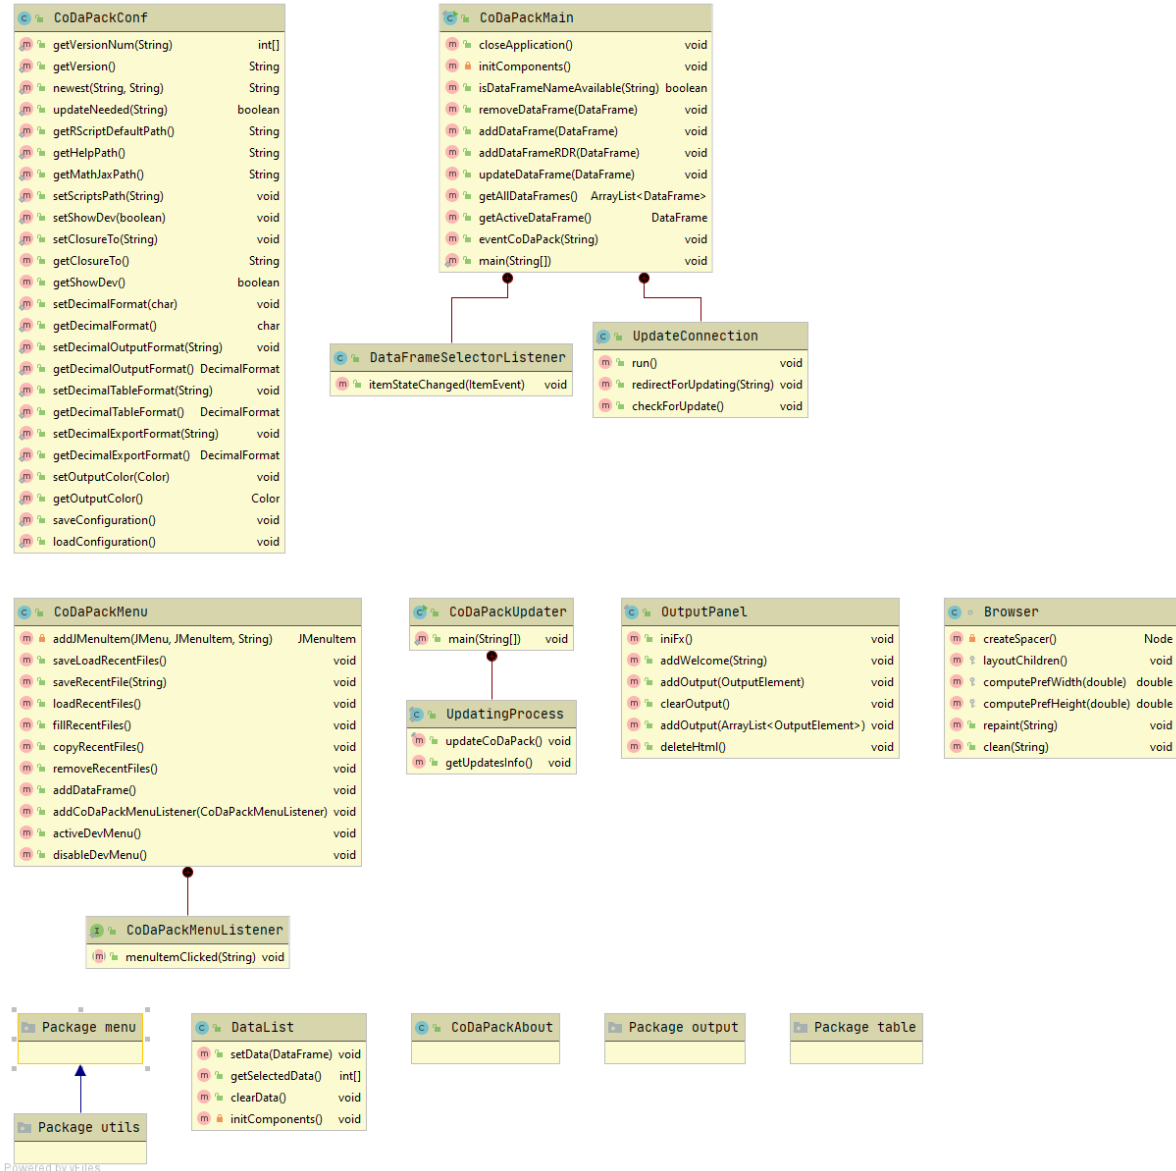 CoDaPackConf
getVersionNum(String) int[]
getVersion() String
newest(String, String) String
updateNeeded(String) boolean
getRScriptDefaultPath() String
getHelpPath() String
getMathJaxPath() String
setScriptsPath(String) void
setShowDev(boolean) void
setClosureTo(String) void
getClosureTo() String
getShowDev() boolean
setDecimalFormat(char) void
getDecimalFormat() char
setDecimalOutputFormat(String) void
getDecimalOutputFormat() DecimalFormat
setDecimalTableFormat(String) void
getDecimalTableFormat() DecimalFormat
setDecimalExportFormat(String) void
getDecimalExportFormat() DecimalFormat
setOutputColor(Color) void
getOutputColor() Color
saveConfiguration() void
loadConfiguration() void
CoDaPackMain
closeApplication() void
initComponents() void
isDataFrameNameAvailable(String) boolean
removeDataFrame(DataFrame) void
addDataFrame(DataFrame) void
addDataFrameRDR(DataFrame) void
updateDataFrame(DataFrame) void
getAllDataFrames() ArrayList<DataFrame>
getActiveDataFrame() DataFrame
eventCoDaPack(String) void
main(String[]) void
DataFrameSelectorListener
itemStateChanged(ItemEvent) void
UpdateConnection
run() void
redirectForUpdating(String) void
checkForUpdate() void
CoDaPackMenu
addJMenuItem(JMenu, JMenuItem, String) JMenuItem
saveLoadRecentFiles() void
saveRecentFile(String) void
loadRecentFiles() void
fillRecentFiles() void
copyRecentFiles() void
removeRecentFiles() void
addDataFrame() void
addCoDaPackMenuListener(CoDaPackMenuListener) void
activeDevMenu() void
disableDevMenu() void
CoDaPackMenuListener
menuItemClicked(String) void
CoDaPackUpdater
main(String[]) void
UpdatingProcess
updateCoDaPack() void
getUpdatesInfo() void
OutputPanel
iniFx() void
addWelcome(String) void
addOutput(OutputElement) void
clearOutput() void
addOutput(ArrayList<OutputElement>) void
deleteHtml() void
Browser
createSpacer() Node
layoutChildren() void
computePrefWidth(double) double
computePrefHeight(double) double
repaint(String) void
clean(String) void
Package menu
Package utils
DataList
setData(DataFrame) void
getSelectedData() int[]
clearData() void
initComponents() void
CoDaPackAbout
Package output
Package table
Powered by yFiles